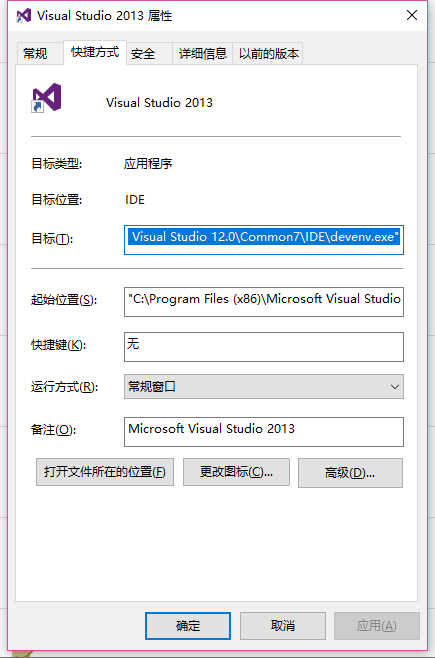 Visual Studio 2013 属性
常规 快捷方式 安全 详细信息 以前的版本
Visual Studio 2013
目标类型: 应用程序
目标位置: IDE
目标(T): Visual Studio 12.0\Common7\IDE\devenv.exe"
起始位置(S): "C:\Program Files (x86)\Microsoft Visual Studio
快捷键(K): 无
运行方式(R): 常规窗口
备注(O): Microsoft Visual Studio 2013
打开文件所在的位置(F) 更改图标(C)... 高级(D)...
确定 取消 应用(A)